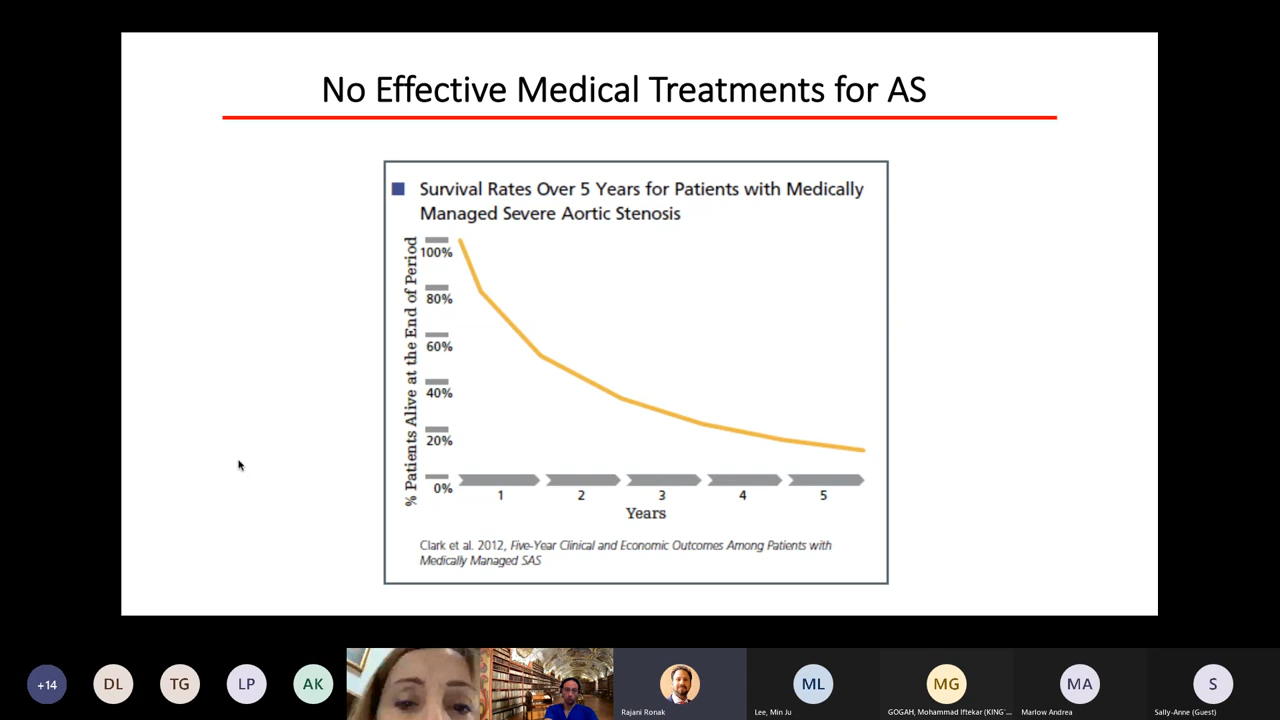 No Effective Medical Treatments for AS
Survival Rates Over 5 Years for Patients with Medically
Managed Severe Aortic Stenosis
% Patients Alive at the End of Period
100%
80%
60%
40%
20%
0%
1 2 3 4 5
Years
Clark et al. 2012, Five-Year Clinical and Economic Outcomes Among Patients with
Medically Managed SAS
+14 DL TG LP AK ML MG MA S
Rajani Ronak Lee, Min Ju GOGAH, Mohammad Iftekar (KING'... Marlow Andrea Sally-Anne (Guest)